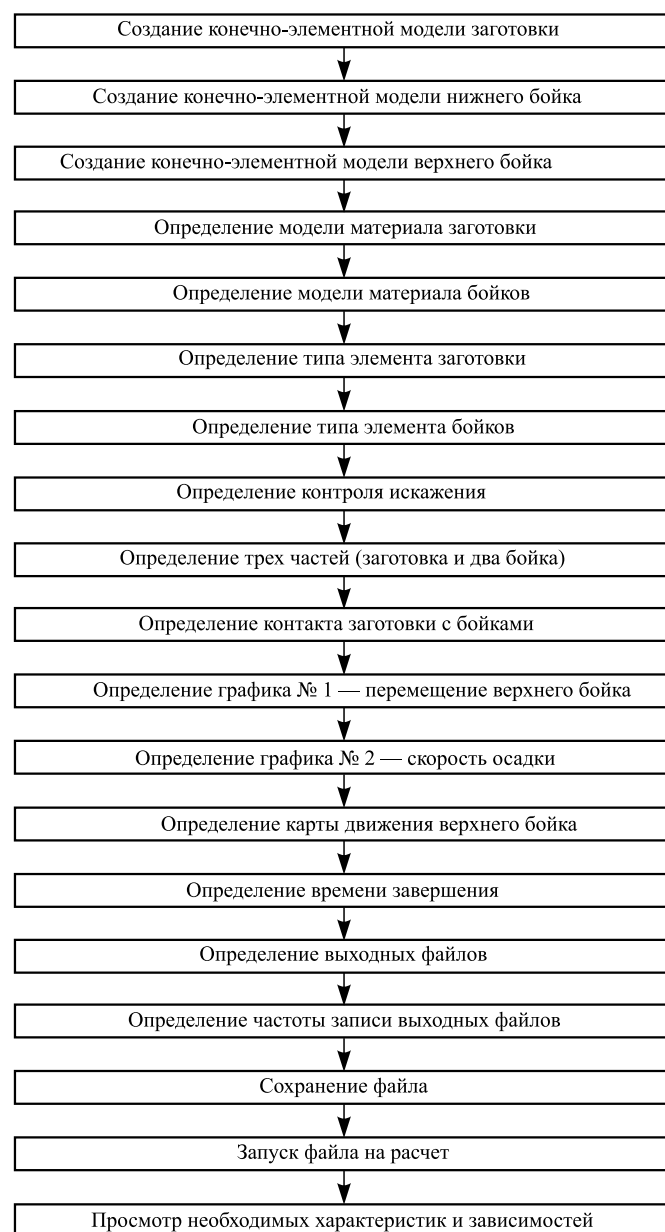 Создание конечно-элементной модели заготовки
Создание конечно-элементной модели нижнего бойка
Создание конечно-элементной модели верхнего бойка
Определение модели материала заготовки
Определение модели материала бойков
Определение типа элемента заготовки
Определение типа элемента бойков
Определение контроля искажения
Определение трех частей (заготовка и два бойка)
Определение контакта заготовки с бойками
Определение графика № 1 — перемещение верхнего бойка
Определение графика № 2 — скорость осадки
Определение карты движения верхнего бойка
Определение времени завершения
Определение выходных файлов
Определение частоты записи выходных файлов
Сохранение файла
Запуск файла на расчет
Просмотр необходимых характеристик и зависимостей